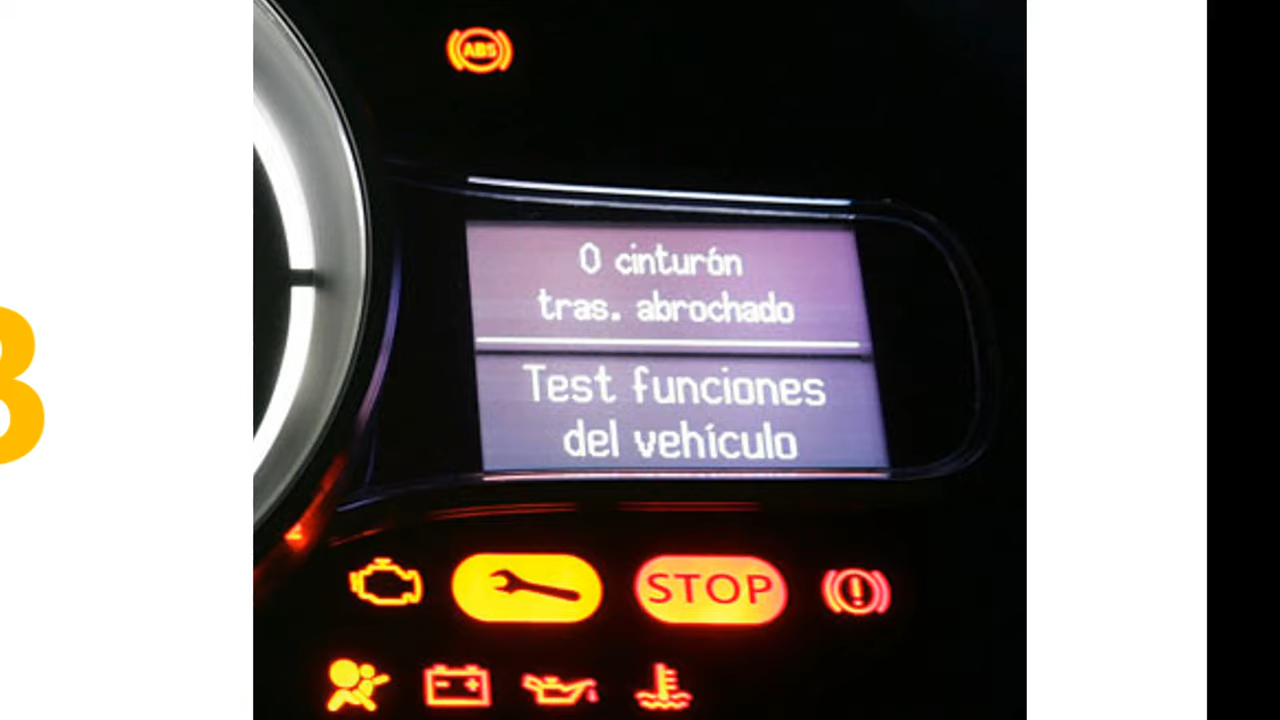 ABS
0 cinturón
tras. abrochado
Test funciones
del vehículo
STOP